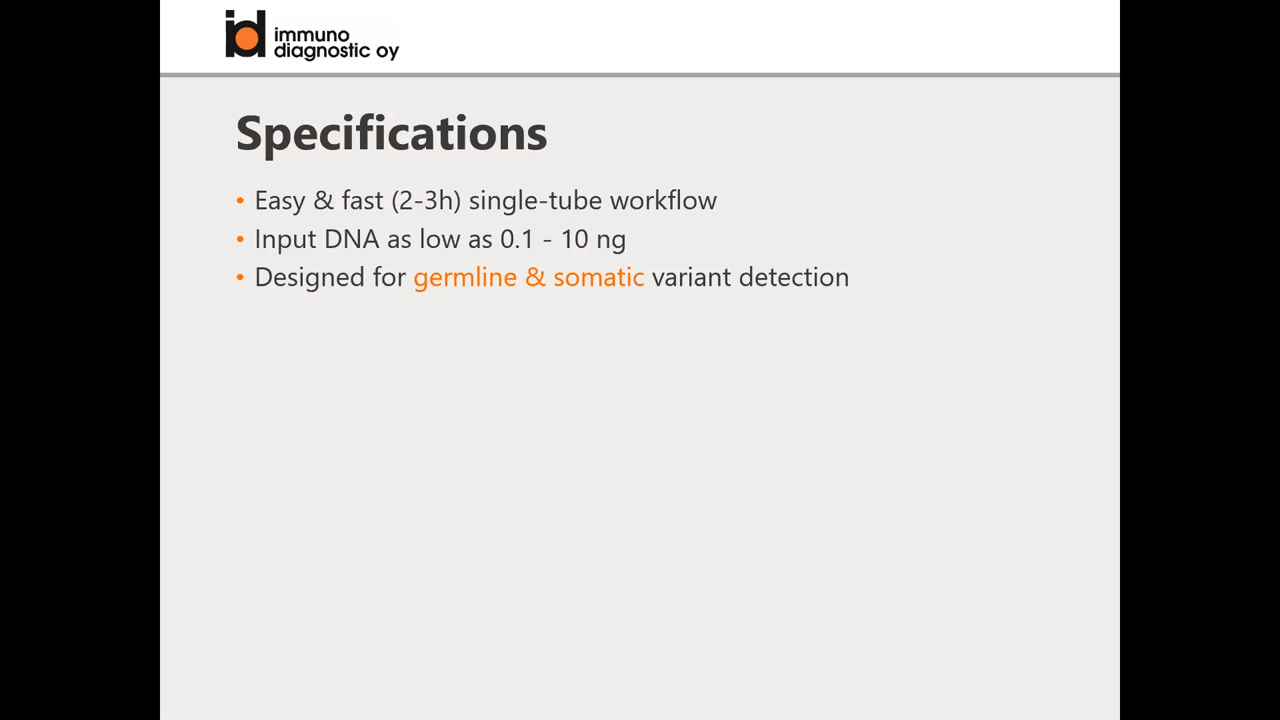 id immuno
diagnostic oy
Specifications
• Easy & fast (2-3h) single-tube workflow
• Input DNA as low as 0.1 - 10 ng
• Designed for germline & somatic variant detection